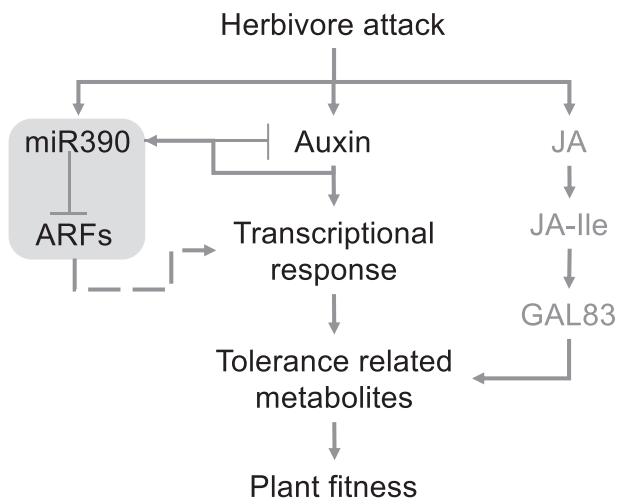 Herbivore attack
miR390
Auxin
JA
ARFs
JA-Ile
Transcriptional
response
GAL83
Tolerance related
metabolites
Plant fitness